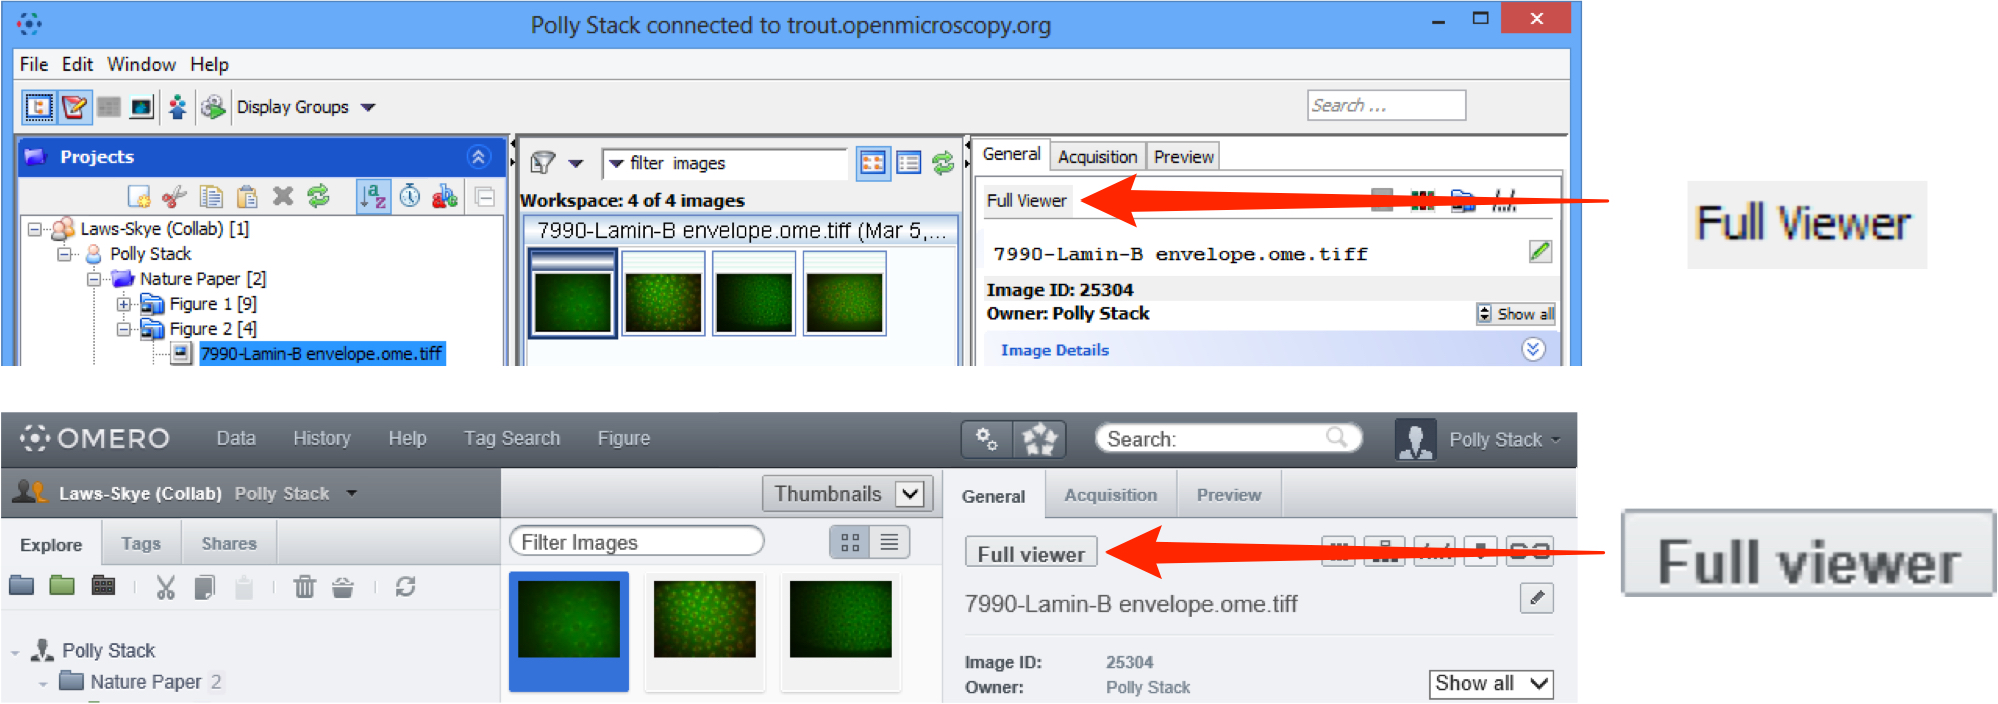 Polly Stack connected to trout.openmicroscopy.org
File Edit Window Help
Display Groups
Search ...
Projects
filter images
General Acquisition Preview
Workspace: 4 of 4 images
Full Viewer
Full Viewer
Laws-Skye (Collab) [1]
7990-Lamin-B envelope.ome.tiff (Mar 5,...
Polly Stack
7990-Lamin-B envelope.ome.tiff
Nature Paper [2]
Image ID: 25304
Figure 1 [9]
Owner: Polly Stack
Show all
Figure 2 [4]
7990-Lamin-B envelope.ome.tiff
Image Details
OMERO Data History Help Tag Search Figure
Search:
Polly Stack
Laws-Skye (Collab) Polly Stack
Thumbnails
General Acquisition Preview
Explore Tags Shares
Filter Images
Full viewer
Full viewer
7990-Lamin-B envelope.ome.tiff
Polly Stack
Image ID: 25304
Nature Paper 2
Owner: Polly Stack
Show all